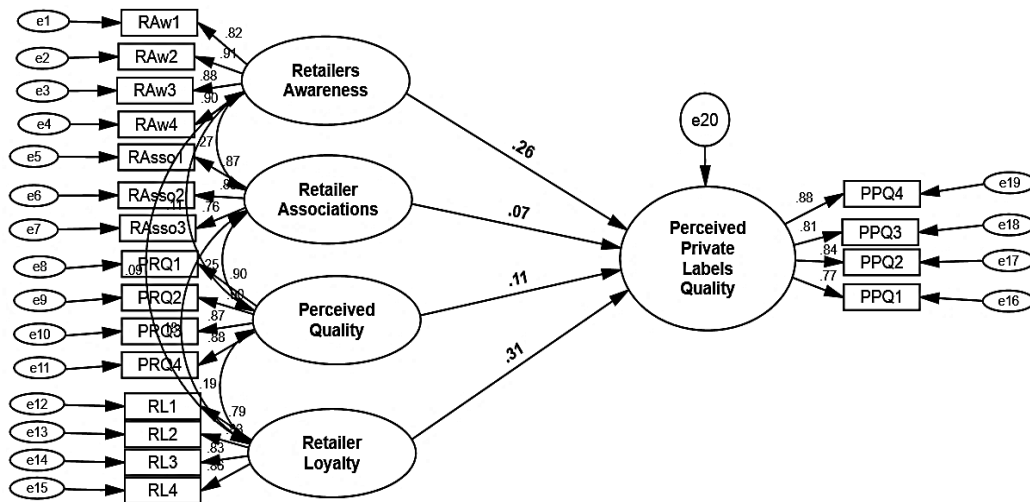 e1
RAw1
.82
e2
RAw2
.91
e3
RAw3
.88
e4
RAw4
.90
Retailers
Awareness
e5
RAsso1
.27
.87
e6
RAsso2
e7
RAsso3
.76
.11
Retailer
Associations
e8
PRQ1
.09
.25
.90
e9
PRQ2
e10
PRQ3
.87
e11
PRQ4
.88
Perceived
Quality
.19
e12
RL1
.79
e13
RL2
e14
RL3
.83
e15
RL4
Retailer
Loyalty
.26
.07
.11
.31
e20
Perceived
Private
Labels
Quality
.88
PPQ4
e19
.81
PPQ3
e18
.84
PPQ2
e17
.77
PPQ1
e16